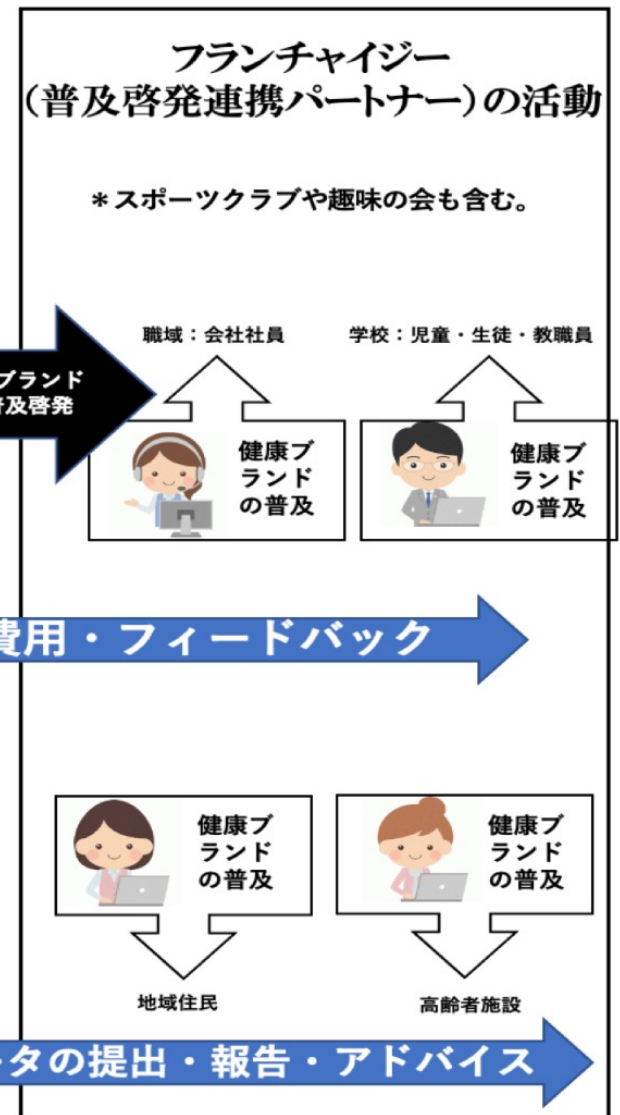 フランチャイジー
(普及啓発連携パートナー)の活動
＊スポーツクラブや趣味の会も含む。
職域：会社社員
学校：児童・生徒・教職員
ブランド
普及啓発
健康ブ
ランド
の普及
健康ブ
ランド
の普及
費用・フィードバック
健康ブ
ランド
の普及
健康ブ
ランド
の普及
地域住民
高齢者施設
タの提出・報告・アドバイス